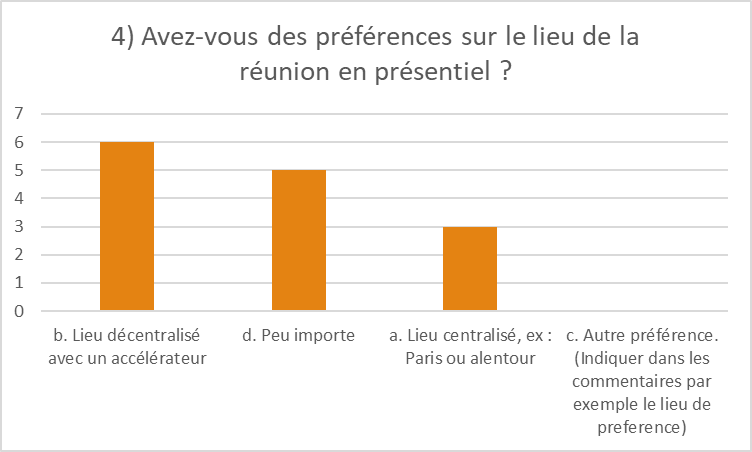 4) Avez-vous des préférences sur le lieu de la
réunion en présentiel ?
7
6
5
4
3
2
1
0
b. Lieu décentralisé
avec un accélérateur
d. Peu importe
a. Lieu centralisé, ex :
Paris ou alentour
c. Autre préférence.
(Indiquer dans les
commentaires par
exemple le lieu de
preference)